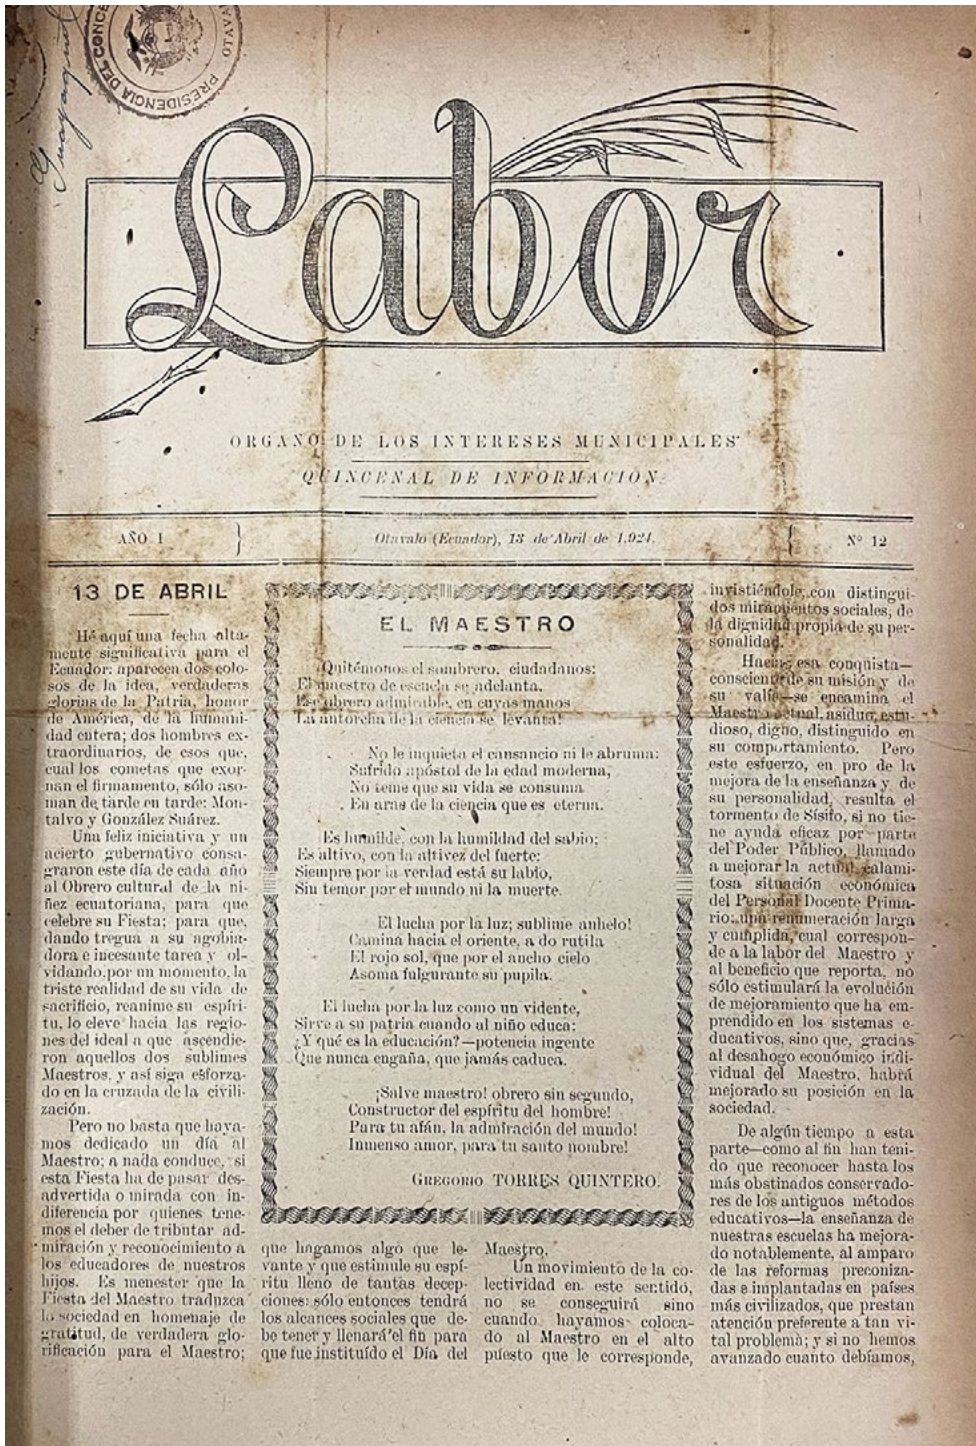 PRESIDENCIA DEL CONCE
OTAVA
Guayaquil
Labor
ORGANO DE LOS INTERESES MUNICIPALES
QUINCENAL DE INFORMACION
AÑO I
Otavalo (Ecuador), 13 de Abril de 1.924.
Nº 12
13 DE ABRIL
Hé aquí una fecha alta-
mente significativa para el
Ecuador: aparecen dos colo-
sos de la idea, verdaderas
glorias de la Patria, honor
de América, de la humani-
dad entera; dos hombres ex-
traordinarios, de esos que,
cual los cometas que exor-
nan el firmamento, sólo aso-
man de tarde en tarde: Mon-
talvo y González Suárez.
Una feliz iniciativa y un
acierto gubernativo consa-
graron este día de cada año
al Obrero cultural de la ni-
ñez ecuatoriana, para que
celebre su Fiesta; para que,
dando tregua a su agobia-
dora e incesante tarea y ol-
vidando por un momento, la
triste realidad de su vida de
sacrificio, reanime su espíri-
tu, lo eleve hacia las regio-
nes del ideal a que ascendie-
ron aquellos dos sublimes
Maestros, y así siga esforza-
do en la cruzada de la civili-
zación.
Pero no basta que haya-
mos dedicado un día al
Maestro; a nada conduce, si
esta Fiesta ha de pasar des-
advertida o mirada con in-
diferencia por quienes tene-
mos el deber de tributar ad-
miración y reconocimiento a
los educadores de nuestros
hijos. Es menester que la
Fiesta del Maestro traduzca
la sociedad en homenaje de
gratitud, de verdadera glo-
rificación para el Maestro;
EL MAESTRO
Quitémonos el sombrero, ciudadanos:
El maestro de escuela se adelanta.
Ese obrero admirable, en cuyas manos
La antorcha de la ciencia se levanta!
No le inquieta el cansancio ni le abruma:
Sufrido apóstol de la edad moderna,
No teme que su vida se consuma
En aras de la ciencia que es eterna.
Es humilde, con la humildad del sabio;
Es altivo, con la altivez del fuerte:
Siempre por la verdad está su labio,
Sin temor por el mundo ni la muerte.
El lucha por la luz; sublime anhelo!
Camina hacia el oriente, a do rutila
El rojo sol, que por el ancho cielo
Asoma fulgurante su pupila.
El lucha por la luz como un vidente,
Sirve a su patria cuando al niño educa:
¿Y qué es la educación?—potencia ingente
Que nunca engaña, que jamás caduca.
¡Salve maestro! obrero sin segundo,
Constructor del espíritu del hombre!
Para tu afán, la admiración del mundo!
Inmenso amor, para tu santo nombre!
GREGORIO TORRES QUINTERO.
que hagamos algo que le-
vante y que estimule su espí-
ritu lleno de tantas decep-
ciones: sólo entonces tendrá
los alcances sociales que de-
be tener y llenará el fin para
que fue instituído el Día del
Maestro.
Un movimiento de la co-
lectividad en este sentido,
no se conseguirá sino
cuando hayamos coloca-
do al Maestro en el alto
puesto que le corresponde,
invistiéndole con distingui-
dos miramientos sociales, de
la dignidad propia de su per-
sonalidad.
Hacia esa conquista—
consciente de su misión y de
su valía—se encamina el
Maestro actual, asiduo, estu-
dioso, digno, distinguido en
su comportamiento. Pero
este esfuerzo, en pro de la
mejora de la enseñanza y de
su personalidad, resulta el
tormento de Sísifo, si no tie-
ne ayuda eficaz por parte
del Poder Público, llamado
a mejorar la actual calami-
tosa situación económica
del Personal Docente Prima-
rio: una renumeración larga
y cumplida, cual correspon-
de a la labor del Maestro y
al beneficio que reporta, no
sólo estimulará la evolución
de mejoramiento que ha em-
prendido en los sistemas e-
ducativos, sino que, gracias
al desahogo económico indi-
vidual del Maestro, habrá
mejorado su posición en la
sociedad.
De algún tiempo a esta
parte—como al fin han teni-
do que reconocer hasta los
más obstinados conservado-
res de los antiguos métodos
educativos—la enseñanza de
nuestras escuelas ha mejora-
do notablemente, al amparo
de las reformas preconiza-
das e implantadas en países
más civilizados, que prestan
atención preferente a tan vi-
tal problema; y si no hemos
avanzado cuanto debíamos,